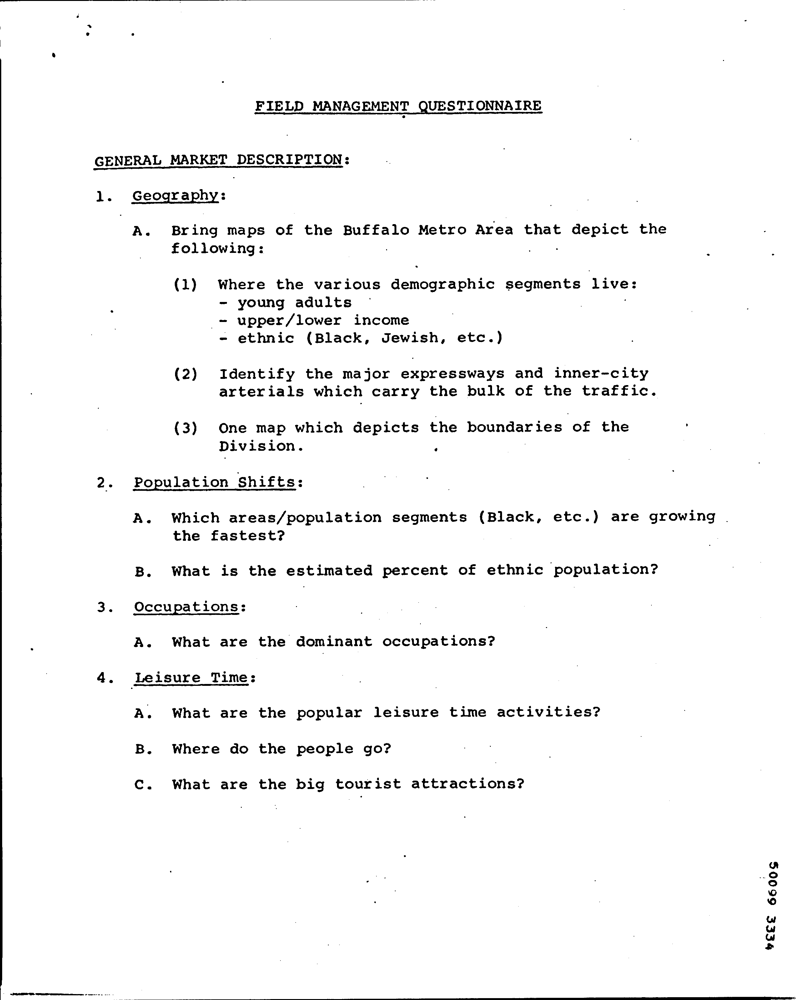 FIELD MANAGEMENT QUESTIONNAIRE
GENERAL MARKET DESCRIPTION:
1. Geography:
A. Bring maps of the Buffalo Metro Area that depict the
following:
(1) Where the various demographic segments live:
- young adults
- upper/lower income
- ethnic (Black, Jewish, etc.)
(2) Identify the major expressways and inner-city
arterials which carry the bulk of the traffic.
(3) One map which depicts the boundaries of the
Division.
2. Population Shifts:
A. Which areas/population segments (Black, etc.) are growing
the fastest?
B. What is the estimated percent of ethnic population?
3. Occupations:
A. What are the dominant occupations?
4. Leisure Time:
A. What are the popular leisure time activities?
B. Where do the people go?
C. What are the big tourist attractions?
50099 3334